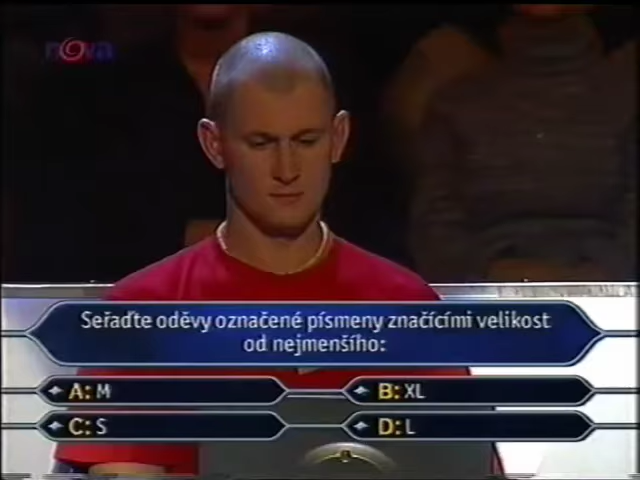 nova
Seřaďte oděvy označené písmeny značícími velikost
od nejmenšího:
A: M
B: XL
C: S
D: L